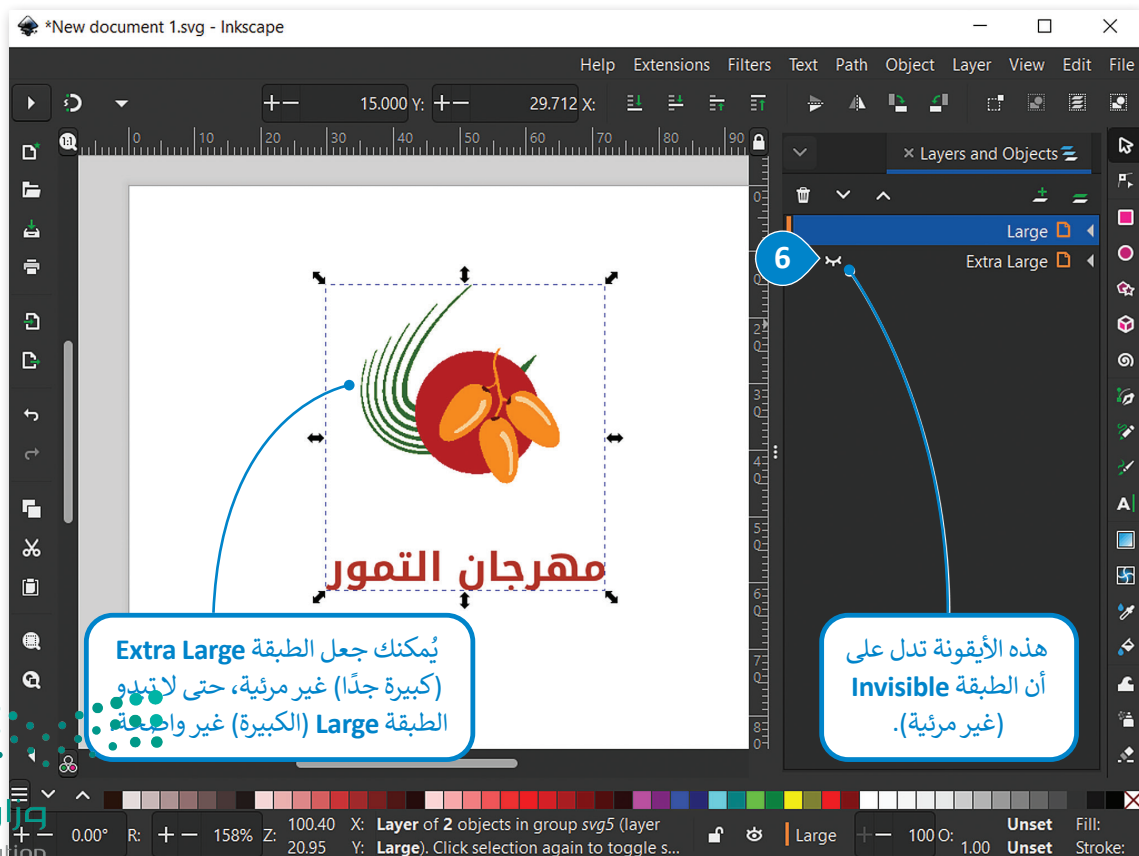 *New document 1.svg - Inkscape
Help Extensions Filters Text Path Object Layer View Edit File
15.000 Y: 29.712 X:
0 10 20 30 40 50 60 70 80 90
Layers and Objects
Large
6
Extra Large
مهرجان التمور
يُمكنك جعل الطبقة Extra Large
(كبيرة جدًا) غير مرئية، حتى لا تبدو
الطبقة Large (الكبيرة) غير واضحة.
هذه الأيقونة تدل على
أن الطبقة Invisible
(غير مرئية).
0.00° R: 158% Z: 100.40 X: Layer of 2 objects in group svg5 (layer
20.95 Y: Large). Click selection again to toggle s...
Large 100 O: 1.00
Unset Fill:
Unset Stroke: